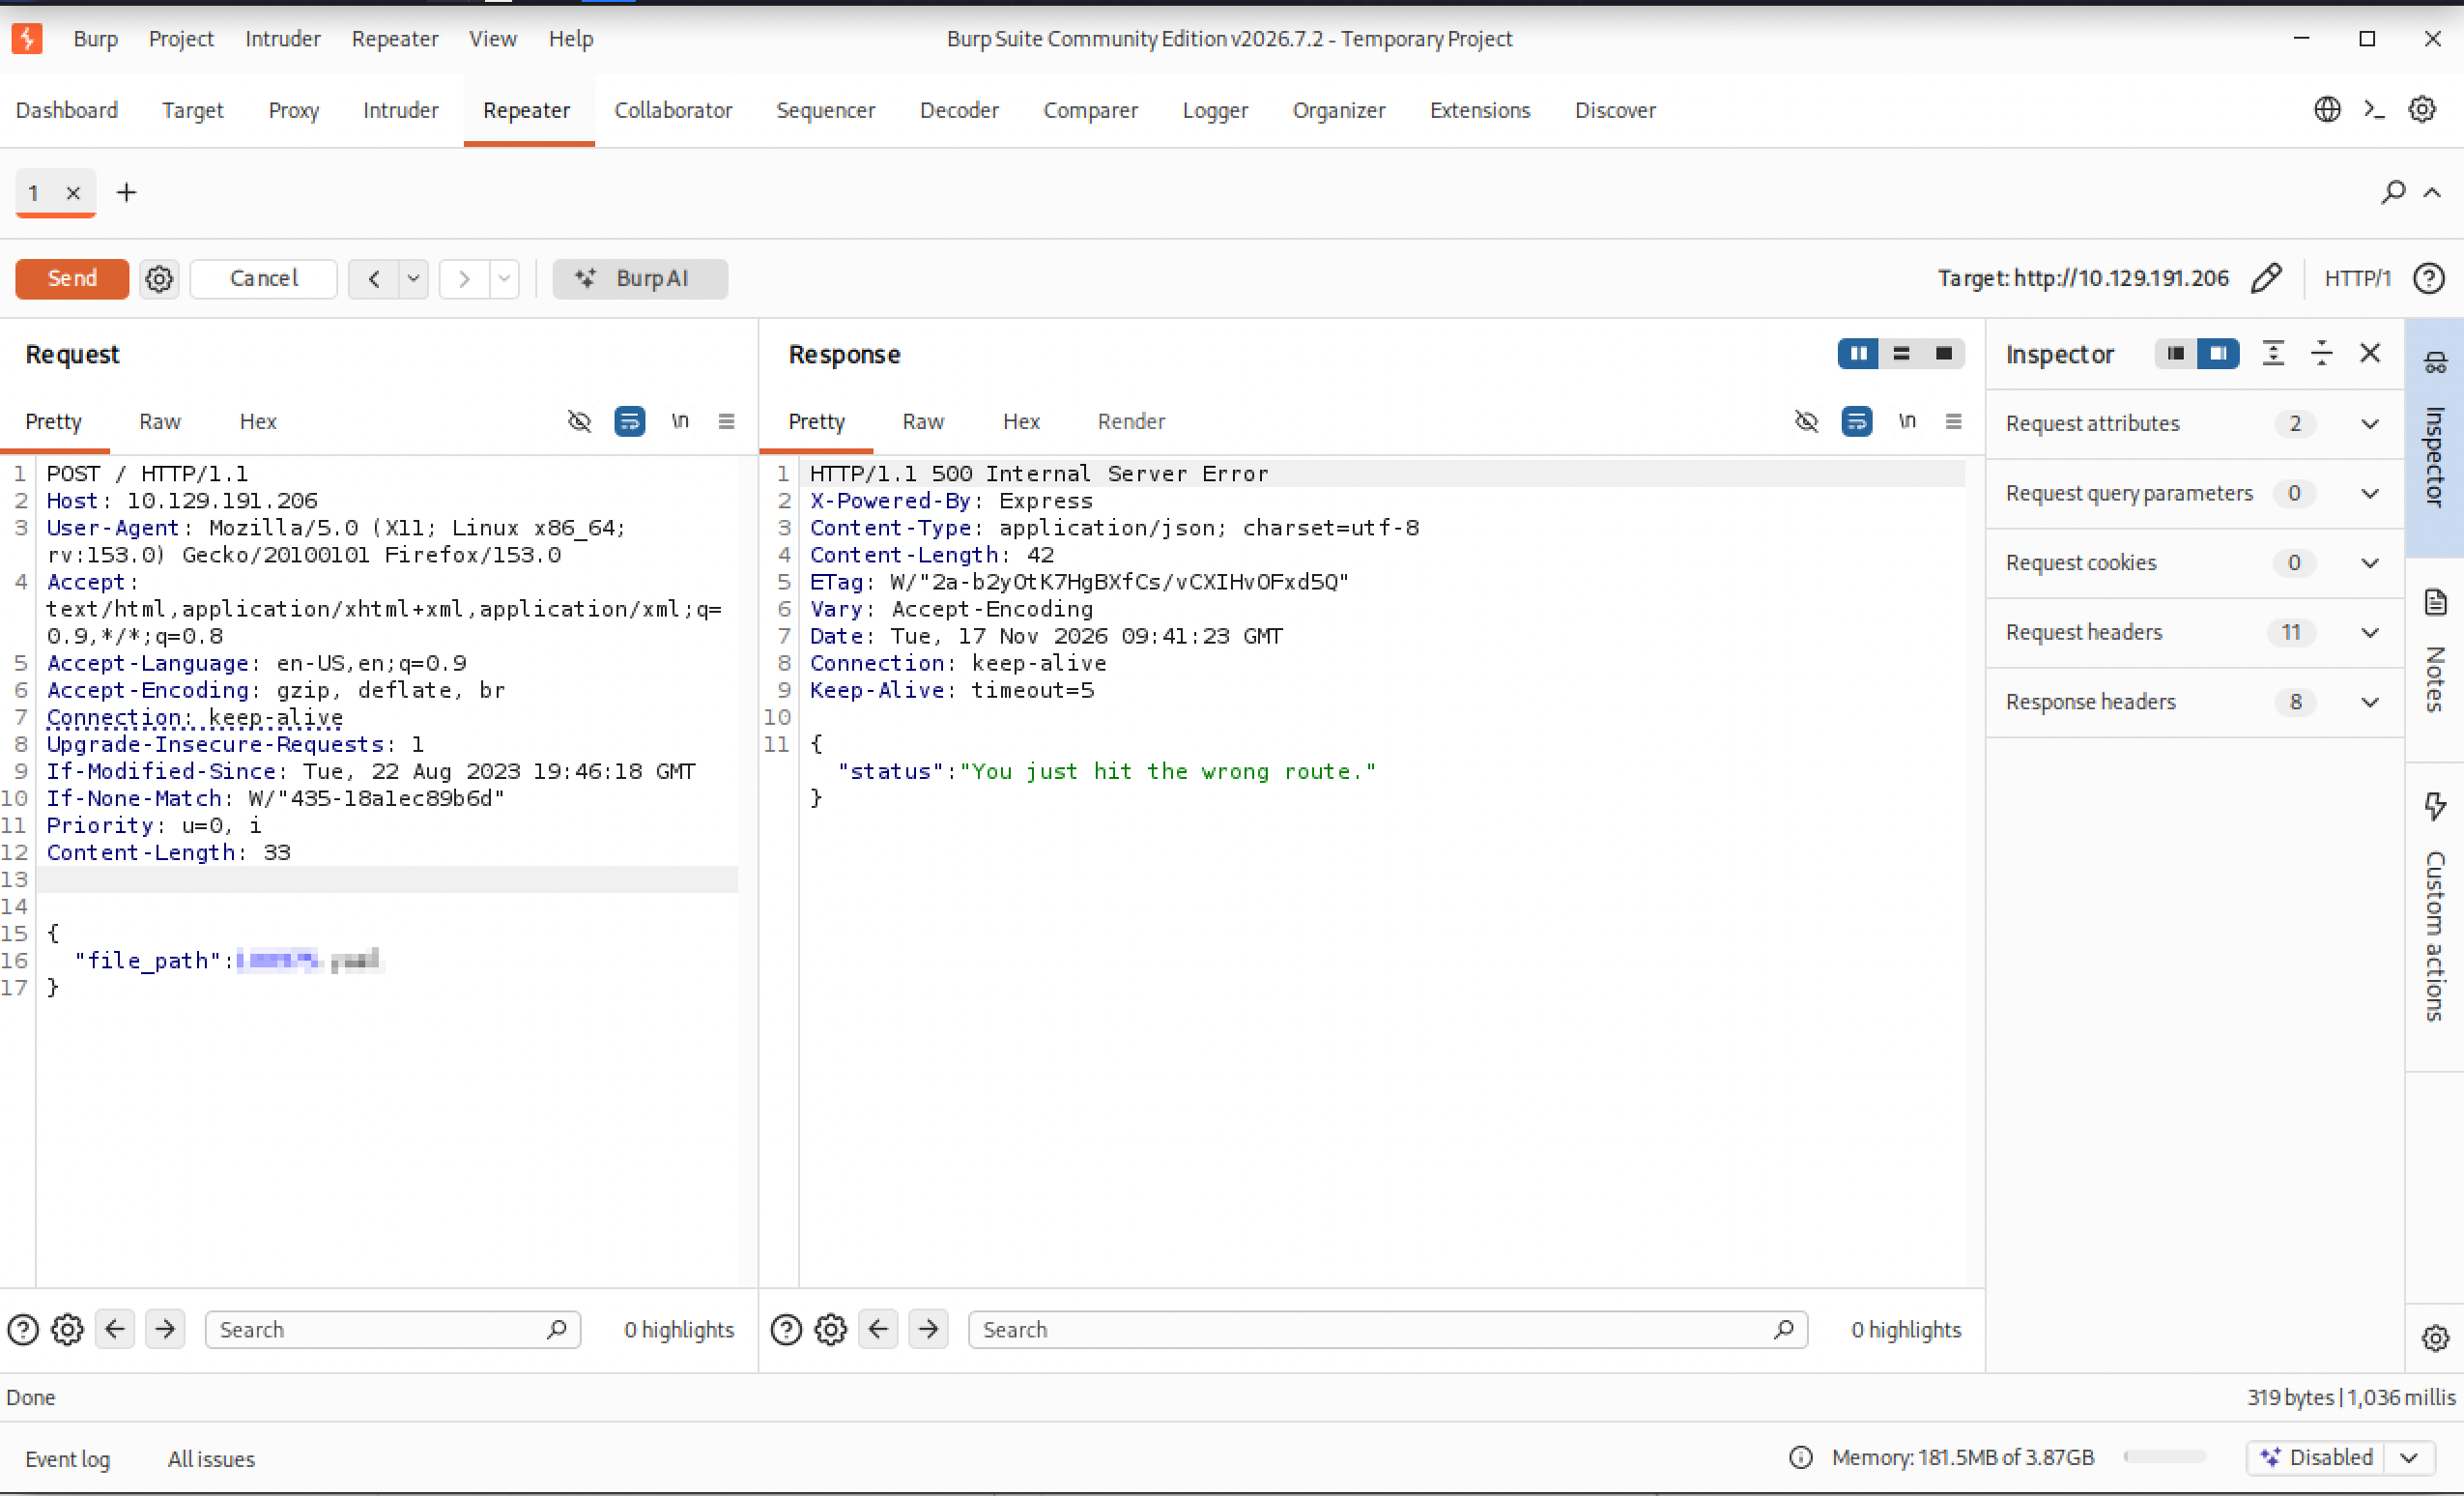 Burp Project Intruder Repeater View Help Burp Suite Community Edition v2026.7.2 - Temporary Project
Dashboard Target Proxy Intruder Repeater Collaborator Sequencer Decoder Comparer Logger Organizer Extensions Discover
1
Send Cancel Burp AI Target: http://10.129.191.206 HTTP/1
Request
Pretty Raw Hex \n
1 POST / HTTP/1.1
2 Host: 10.129.191.206
3 User-Agent: Mozilla/5.0 (X11; Linux x86_64;
rv:153.0) Gecko/20100101 Firefox/153.0
4 Accept:
text/html,application/xhtml+xml,application/xml;q=
0.9,*/*;q=0.8
5 Accept-Language: en-US,en;q=0.9
6 Accept-Encoding: gzip, deflate, br
7 Connection: keep-alive
8 Upgrade-Insecure-Requests: 1
9 If-Modified-Since: Tue, 22 Aug 2023 19:46:18 GMT
10 If-None-Match: W/"435-18a1ec89b6d"
11 Priority: u=0, i
12 Content-Length: 33
13
14
15 {
16 "file_path":
17 }
Search 0 highlights
Response
Pretty Raw Hex Render \n
1 HTTP/1.1 500 Internal Server Error
2 X-Powered-By: Express
3 Content-Type: application/json; charset=utf-8
4 Content-Length: 42
5 ETag: W/"2a-b2yOtK7HgBXfCs/vCXIHvOFxd5Q"
6 Vary: Accept-Encoding
7 Date: Tue, 17 Nov 2026 09:41:23 GMT
8 Connection: keep-alive
9 Keep-Alive: timeout=5
10
11 {
"status":"You just hit the wrong route."
}
Search 0 highlights
Inspector
Request attributes 2
Request query parameters 0
Request cookies 0
Request headers 11
Response headers 8
Inspector
Notes
Custom actions
Done 319 bytes | 1,036 millis
Event log All issues Memory: 181.5MB of 3.87GB Disabled